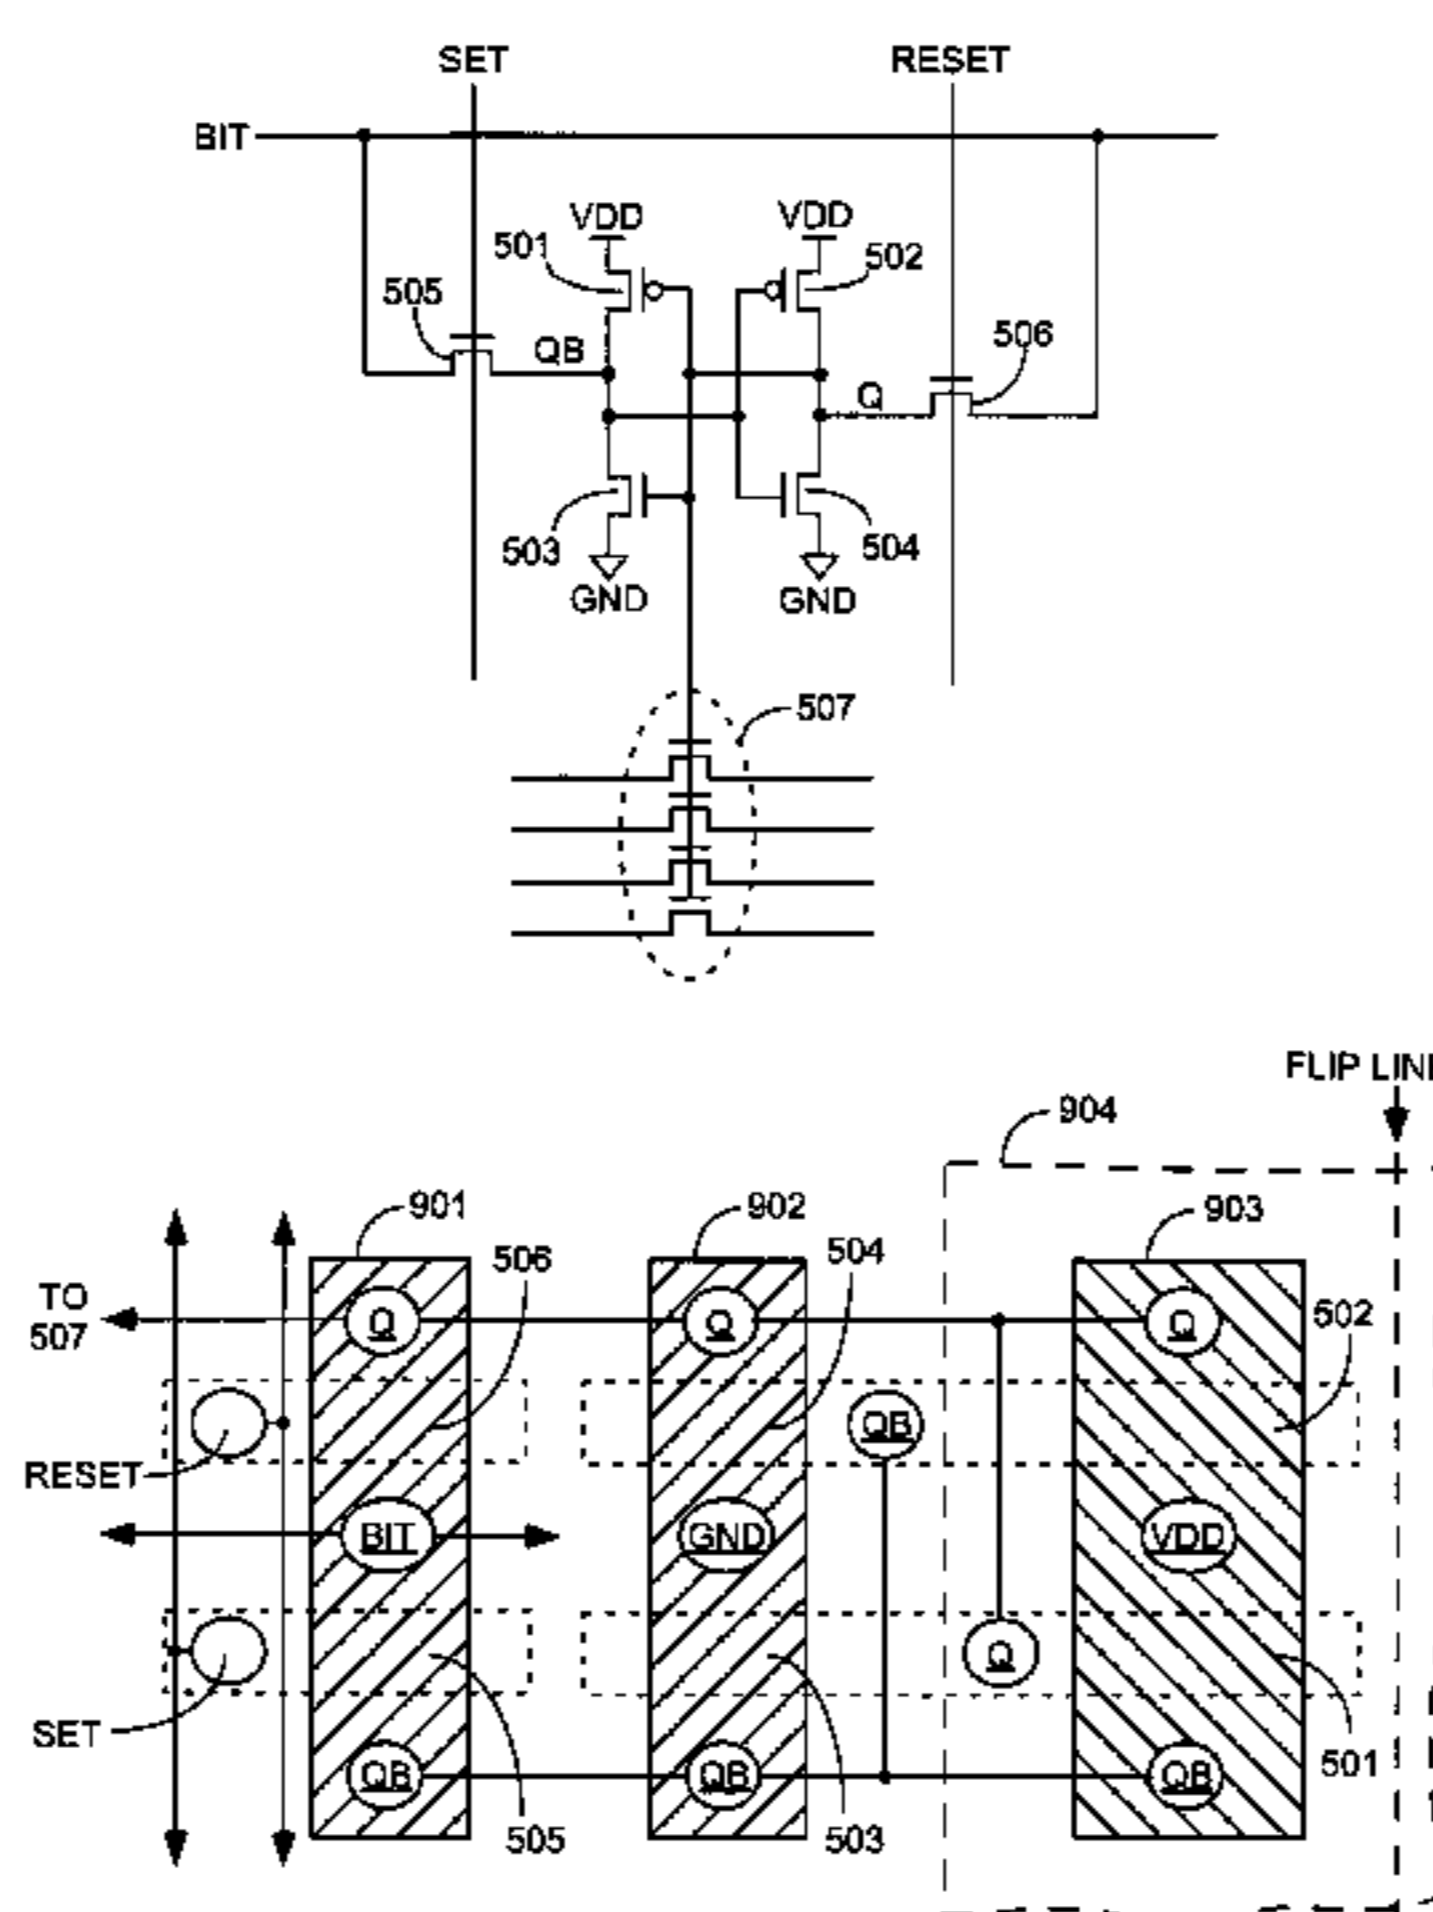 SET RESET
BIT
VDD VDD
501 502
505 506
QB Q
503 504
GND GND
507
FLIP LIN
904
901 902 903
506 504
TO
507
Q Q Q
502
QB
RESET
BIT GND VDD
Q
SET
QB QB QB
501
505 503